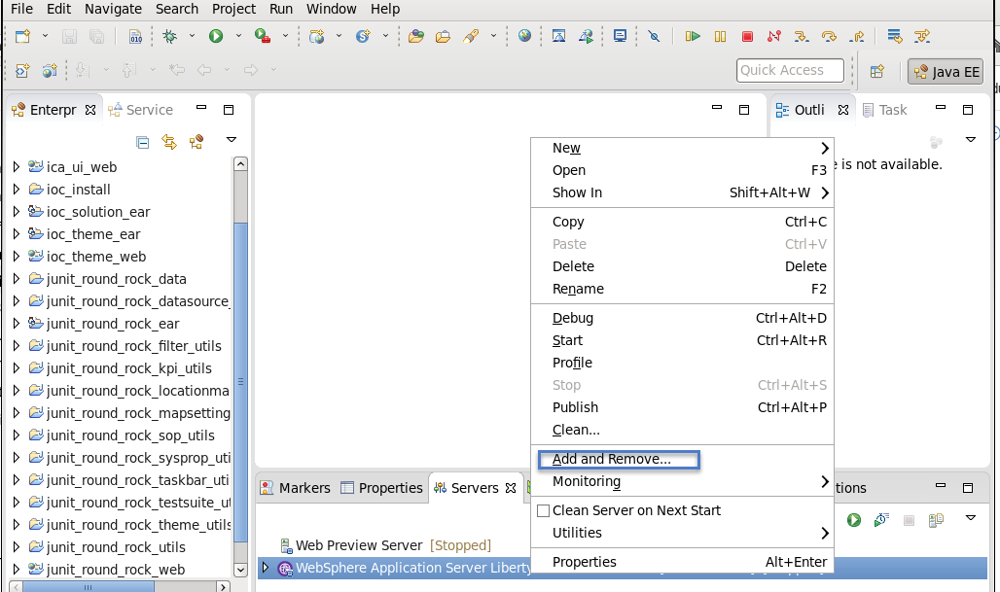 File Edit Navigate Search Project Run Window Help
010
Quick Access
Java EE
Enterpr
Service
Outli
Task
ica_ui_web
ioc_install
ioc_solution_ear
ioc_theme_ear
ioc_theme_web
junit_round_rock_data
junit_round_rock_datasource_
junit_round_rock_ear
junit_round_rock_filter_utils
junit_round_rock_kpi_utils
junit_round_rock_locationma
junit_round_rock_mapsetting
junit_round_rock_sop_utils
junit_round_rock_sysprop_uti
junit_round_rock_taskbar_uti
junit_round_rock_testsuite_ut
junit_round_rock_theme_utils
junit_round_rock_utils
junit_round_rock_web
e is not available.
New
Open F3
Show In Shift+Alt+W
Copy Ctrl+C
Paste Ctrl+V
Delete Delete
Rename F2
Debug Ctrl+Alt+D
Start Ctrl+Alt+R
Profile
Stop Ctrl+Alt+S
Publish Ctrl+Alt+P
Clean...
Add and Remove...
Monitoring
Clean Server on Next Start
Utilities
Properties Alt+Enter
Markers Properties Servers
tions
Web Preview Server [Stopped]
WebSphere Application Server Liberty